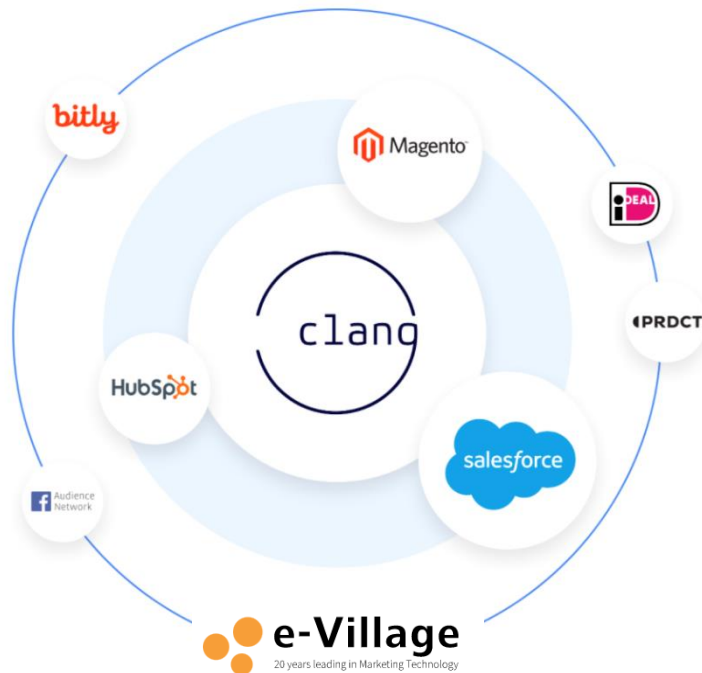 bitly
Magento
iDEAL
PRDCT
clang
HubSpot
salesforce
Audience
Network
e-Village
20 years leading in Marketing Technology